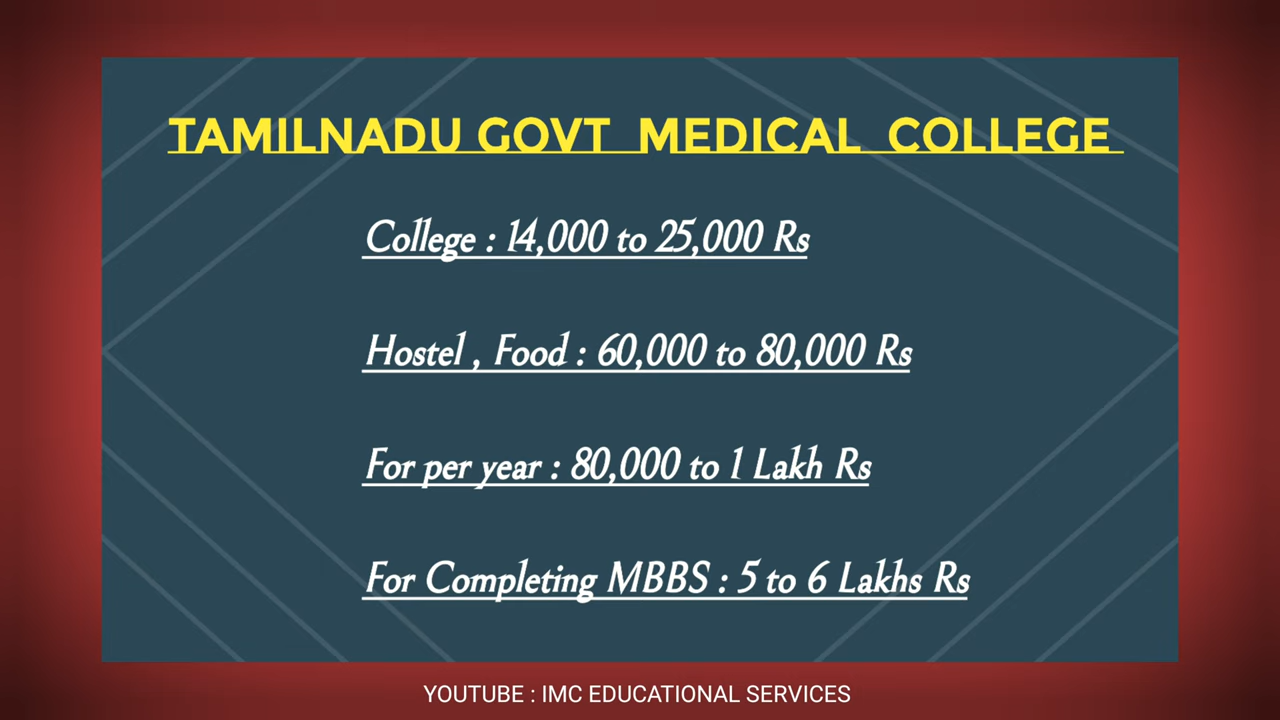 TAMILNADU GOVT MEDICAL COLLEGE
College : 14,000 to 25,000 Rs
Hostel , Food : 60,000 to 80,000 Rs
For per year : 80,000 to 1 Lakh Rs
For Completing MBBS : 5 to 6 Lakhs Rs
YOUTUBE : IMC EDUCATIONAL SERVICES